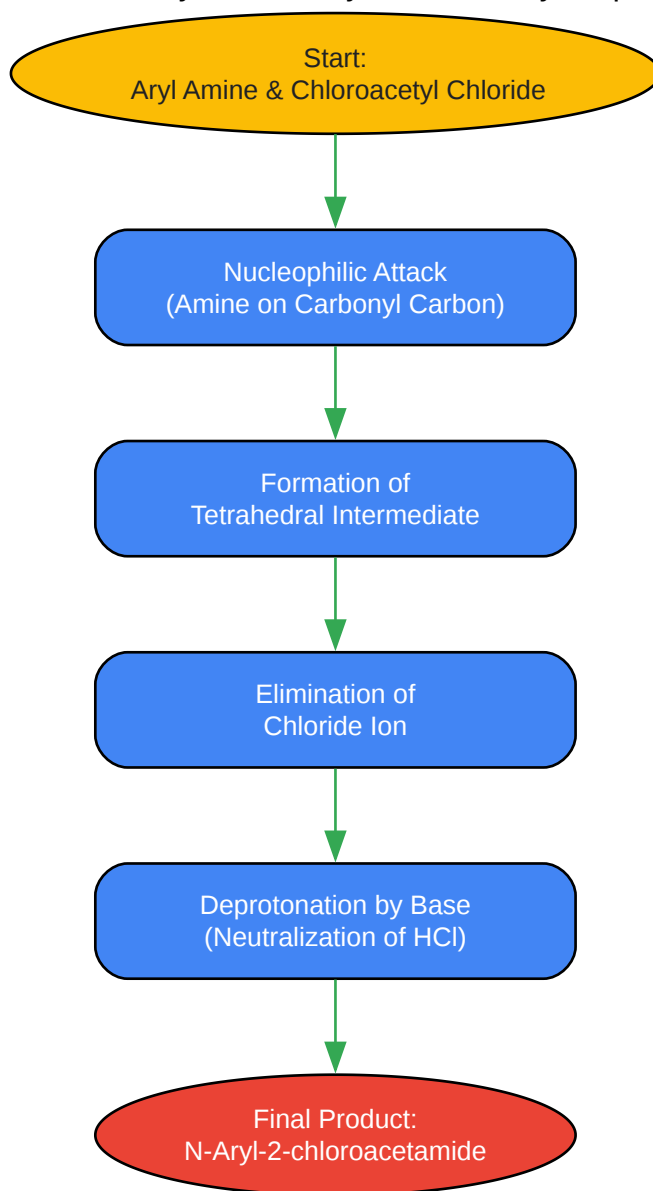 Start:
Aryl Amine & Chloroacetyl Chloride
Nucleophilic Attack
(Amine on Carbonyl Carbon)
Formation of
Tetrahedral Intermediate
Elimination of
Chloride Ion
Deprotonation by Base
(Neutralization of HCl)
Final Product:
N-Aryl-2-chloroacetamide